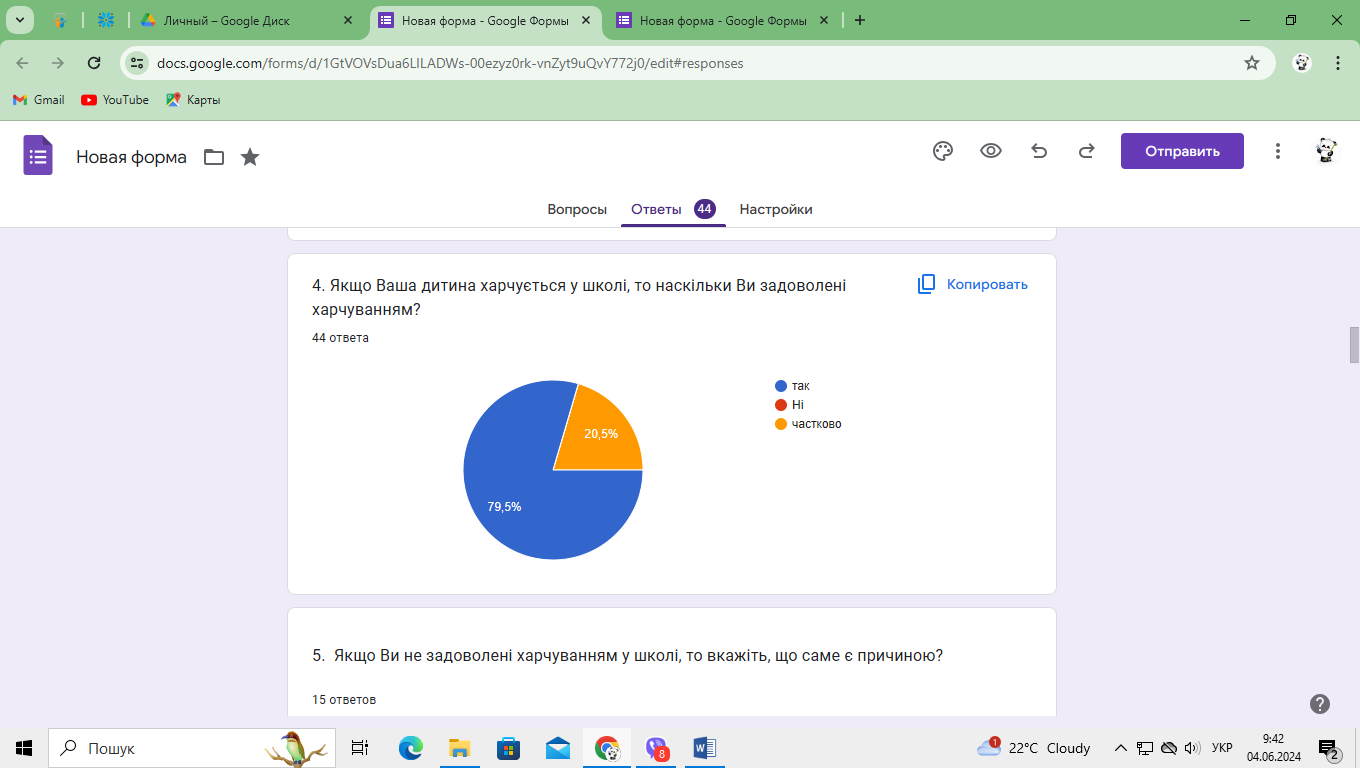 Личный – Google Диск
Новая форма - Google Формы
Новая форма - Google Формы
docs.google.com/forms/d/1GtVOVsDua6LILADWs-00ezyz0rk-vnZyt9uQvY772j0/edit#responses
Gmail
YouTube
Карты
Новая форма
Отправить
Вопросы
Ответы 44
Настройки
4. Якщо Ваша дитина харчується у школі, то наскільки Ви задоволені
харчуванням?
Копировать
44 ответа
так
Ні
частково
20,5%
79,5%
5. Якщо Ви не задоволені харчуванням у школі, то вкажіть, що саме є причиною?
15 ответов
Пошук
8
1
22°C Cloudy
УКР
9:42
04.06.2024
2